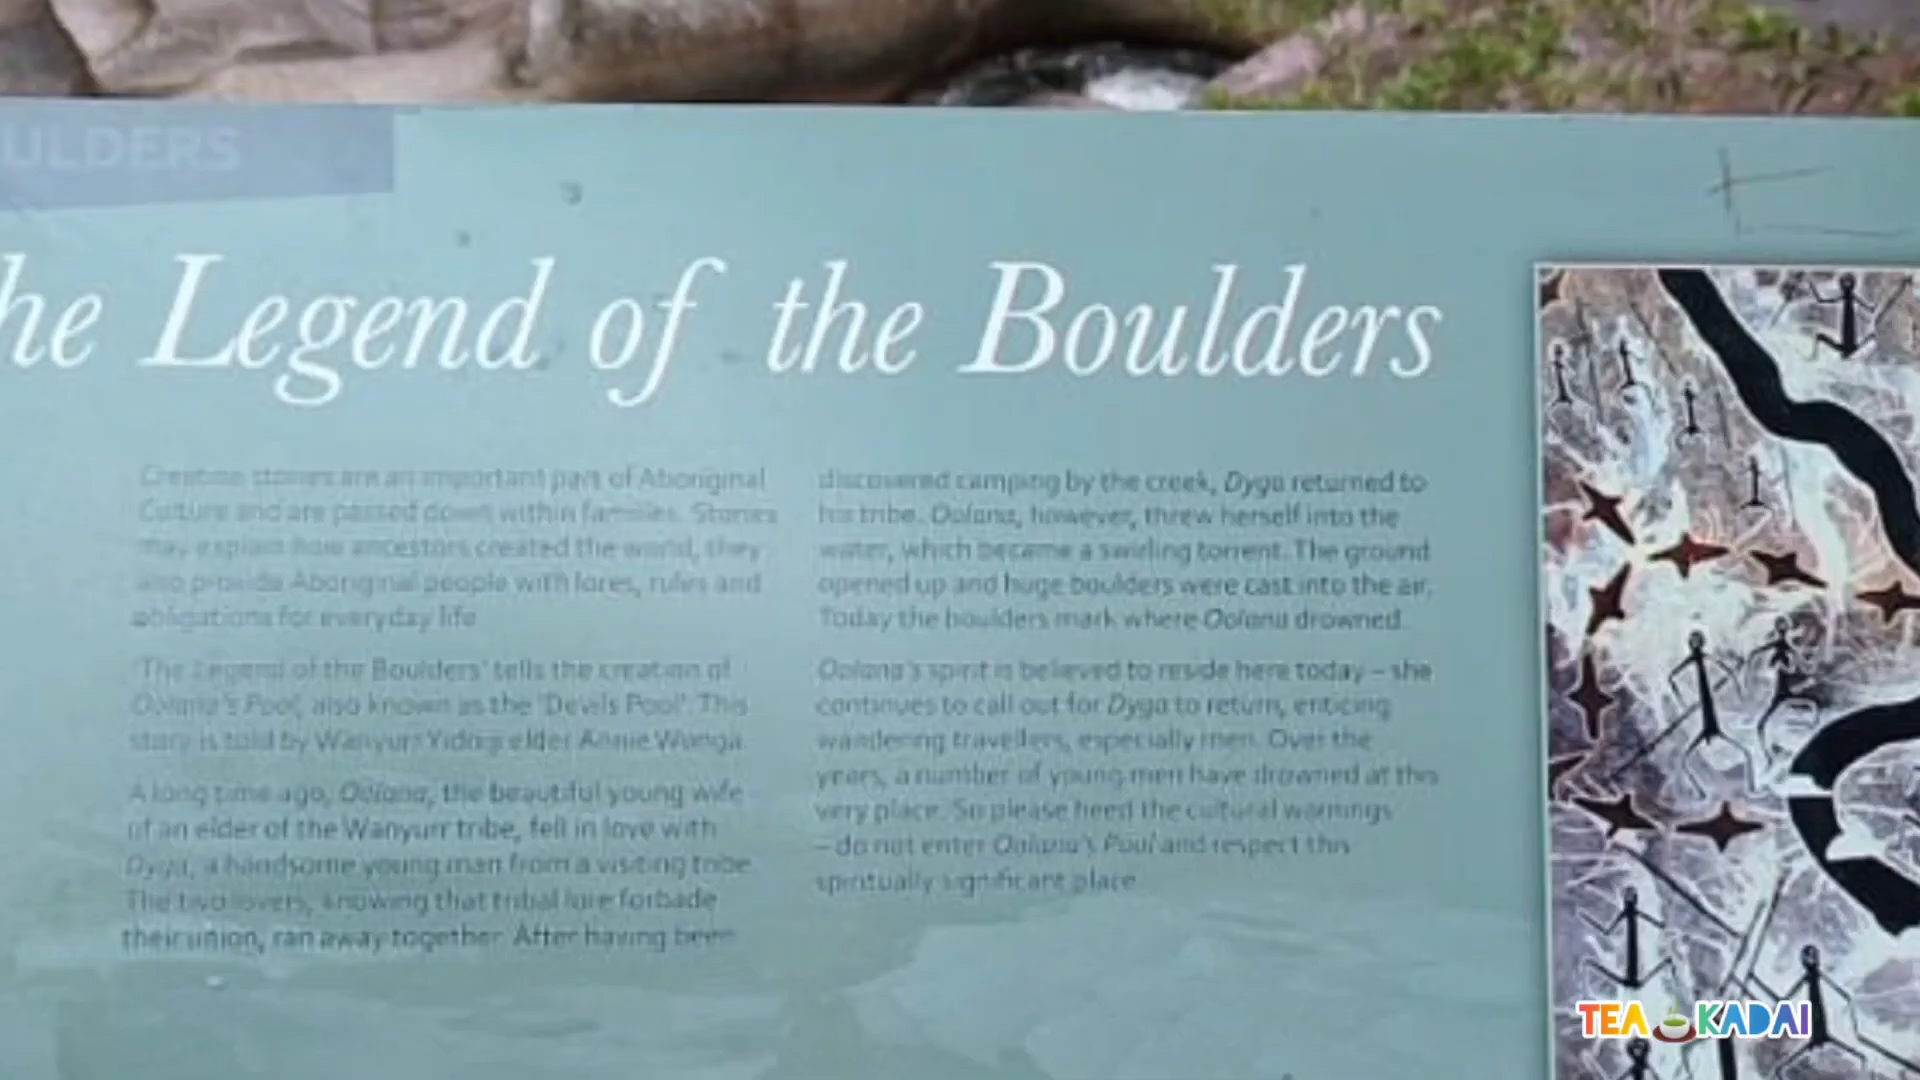 ULDERS
he Legend of the Boulders
Creation stories are an important part of Aboriginal
Culture and are passed down within families. Stories
may explain how ancestors created the world, they
also provide Aboriginal people with lores, rules and
obligations for everyday life
'The Legend of the Boulders' tells the creation of
Oolana's Pool, also known as the 'Devils Pool'. This
story is told by Wanyurr Yidinji elder Annie Wonga
A long time ago, Oolana, the beautiful young wife
of an elder of the Wanyurr tribe, fell in love with
Dyga, a handsome young man from a visiting tribe
The two lovers, knowing that tribal lore forbade
their union, ran away together. After having been
discovered camping by the creek, Dyga returned to
his tribe. Oolana, however, threw herself into the
water, which became a swirling torrent. The ground
opened up and huge boulders were cast into the air.
Today the boulders mark where Oolana drowned.
Oolana's spirit is believed to reside here today – she
continues to call out for Dyga to return, enticing
wandering travellers, especially men. Over the
years, a number of young men have drowned at this
very place. So please heed the cultural warnings
– do not enter Oolana's Pool and respect this
spiritually significant place
TEA KADAI